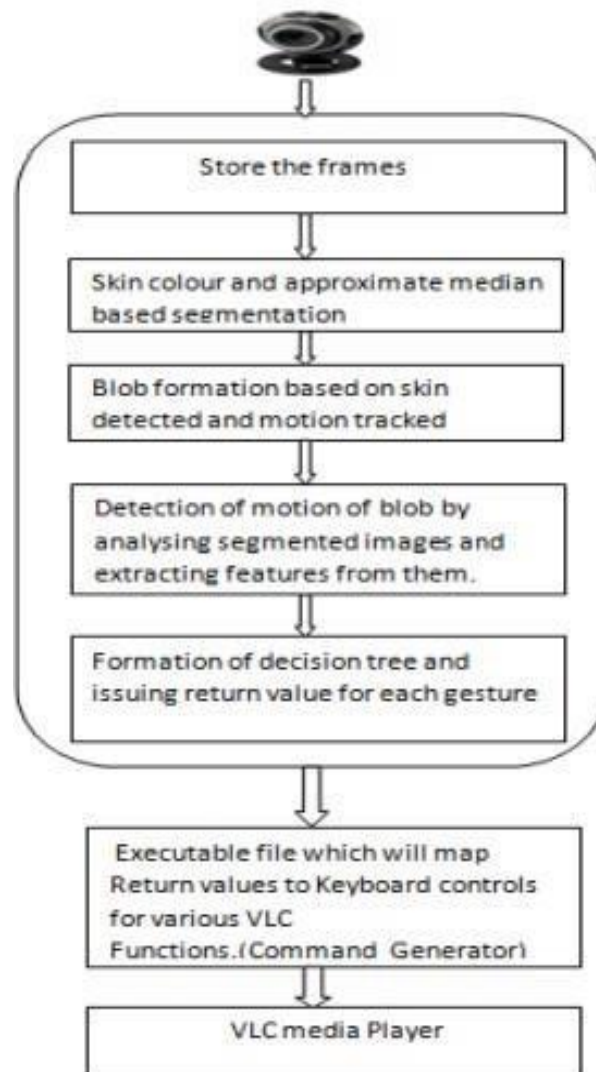 Store the frames
Skin colour and approximate median
based segmentation
Blob formation based on skin
detected and motion tracked
Detection of motion of blob by
analysing segmented images and
extracting features from them.
Formation of decision tree and
issuing return value for each gesture
Executable file which will map
Return values to Keyboard controls
for various VLC
Functions.(Command_Generator)
VLC media Player